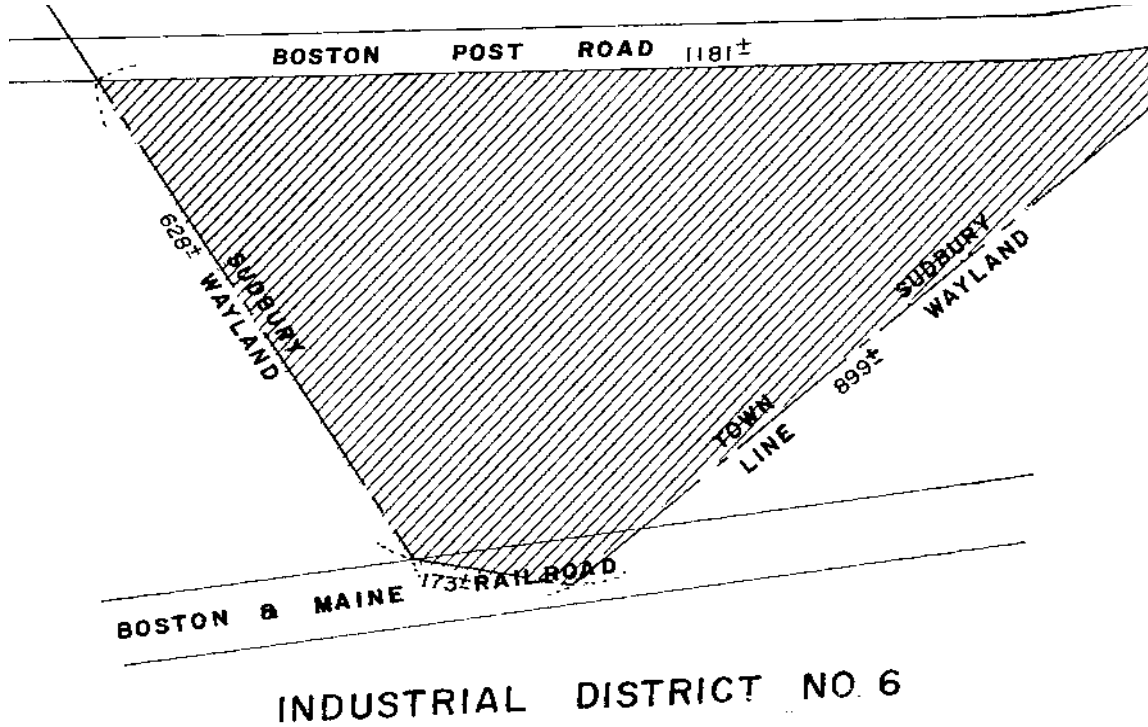 BOSTON POST ROAD 1181±
628±
SUDBURY
WAYLAND
SUDBURY
WAYLAND
899±
TOWN
LINE
173±
BOSTON & MAINE RAILROAD
INDUSTRIAL DISTRICT NO. 6